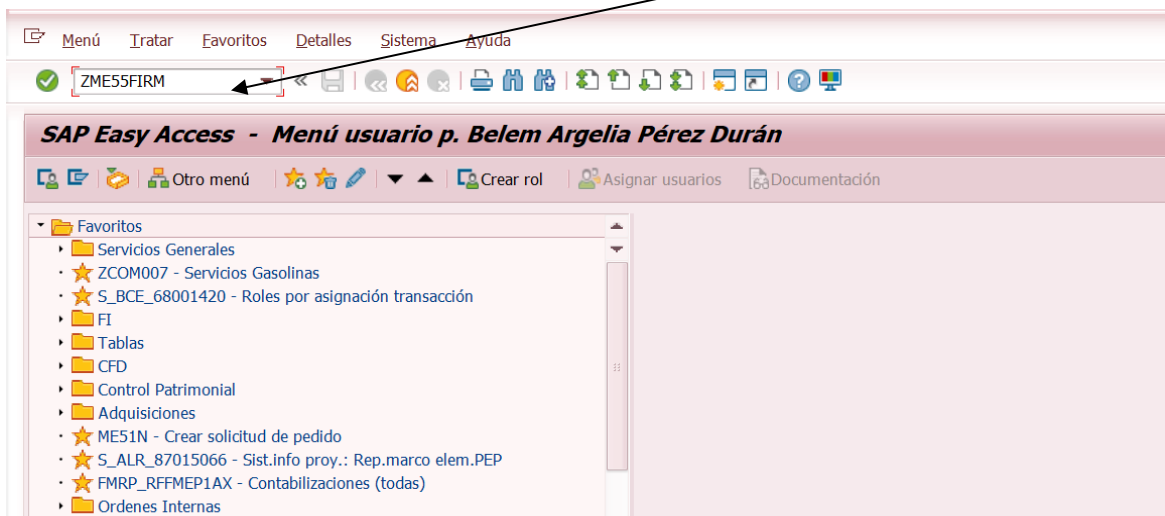 Menú Tratar Favoritos Detalles Sistema Ayuda
ZME55FIRM
SAP Easy Access - Menú usuario p. Belem Argelia Pérez Durán
Otro menú Crear rol Asignar usuarios Documentación
Favoritos
Servicios Generales
ZCOM007 - Servicios Gasolinas
S_BCE_68001420 - Roles por asignación transacción
FI
Tablas
CFD
Control Patrimonial
Adquisiciones
ME51N - Crear solicitud de pedido
S_ALR_87015066 - Sist.info proy.: Rep.marco elem.PEP
FMRP_RFFMEP1AX - Contabilizaciones (todas)
Ordenes Internas